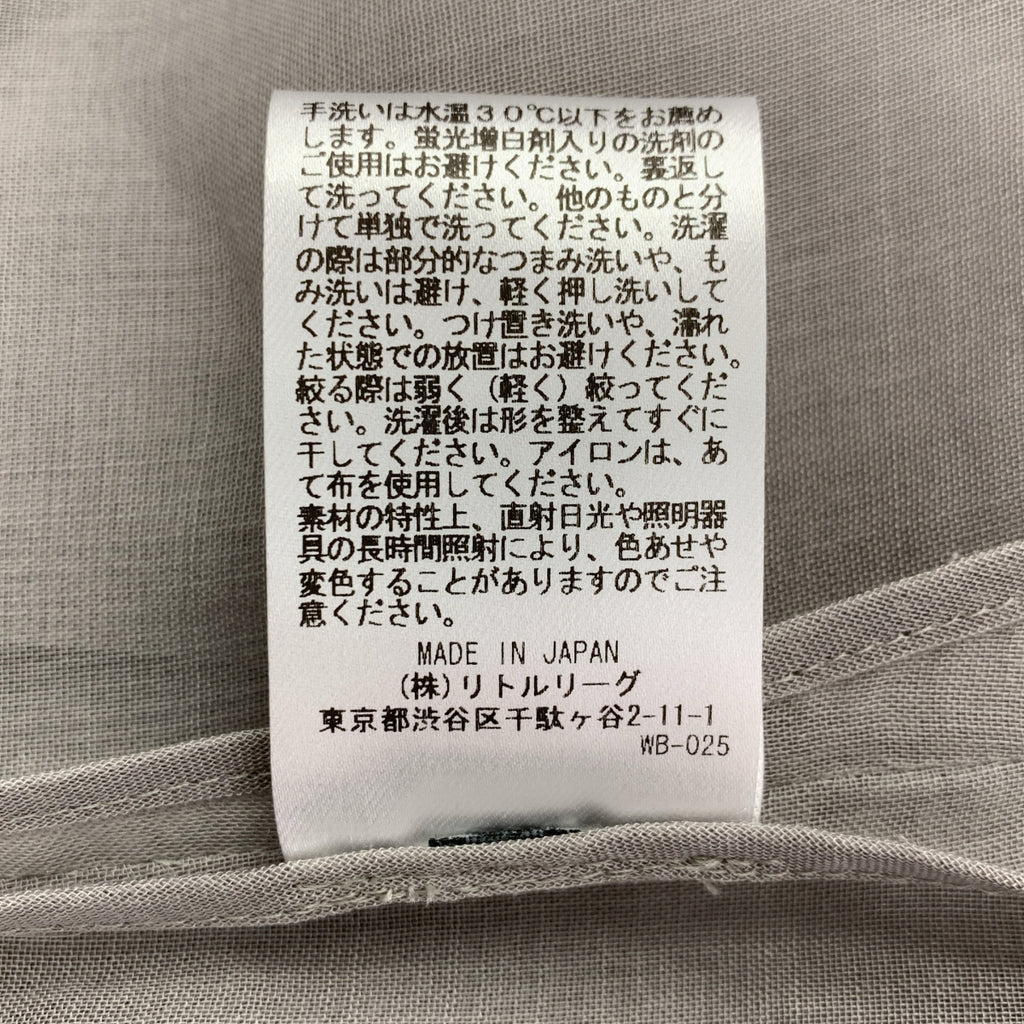 手洗いは水温30℃以下をお薦め
します。蛍光増白剤入りの洗剤の
ご使用はお避けください。裏返し
て洗ってください。他のものと分
けて単独で洗ってください。洗濯
の際は部分的なつまみ洗いや、も
み洗いは避け、軽く押し洗いして
ください。つけ置き洗いや、濡れ
た状態での放置はお避けください。
絞る際は弱く（軽く）絞ってくだ
さい。洗濯後は形を整えてすぐに
干してください。アイロンは、あ
て布を使用してください。
素材の特性上、直射日光や照明器
具の長時間照射により、色あせや
変色することがありますのでご注
意ください。
MADE IN JAPAN
(株)リトルリーグ
東京都渋谷区千駄ヶ谷2-11-1
WB-025